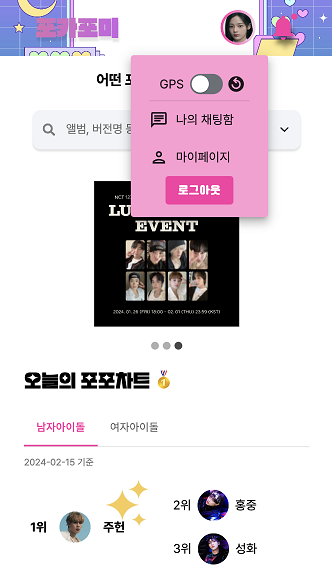 포카포미
어떤 포
GPS
앨범, 버전명 등
나의 채팅함
마이페이지
로그아웃
NCT 127
LU
EVENT
2024. 01. 26 (FRI) 18:00 - 02. 01 (THU) 23:59 (KST)
오늘의 포포차트
남자아이돌 여자아이돌
2024-02-15 기준
1위 주헌
2위 홍중
3위 성화